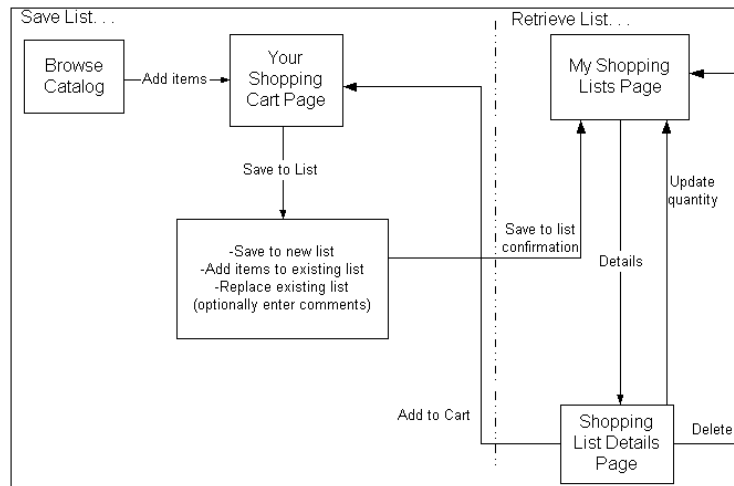 Save List. . .
Retrieve List. . .
Browse
Catalog
Add items
Your
Shopping
Cart Page
My Shopping
Lists Page
Save to List
Update
quantity
-Save to new list
-Add items to existing list
-Replace existing list
(optionally enter comments)
Save to list
confirmation
Details
Add to Cart
Shopping
List Details
Page
Delete